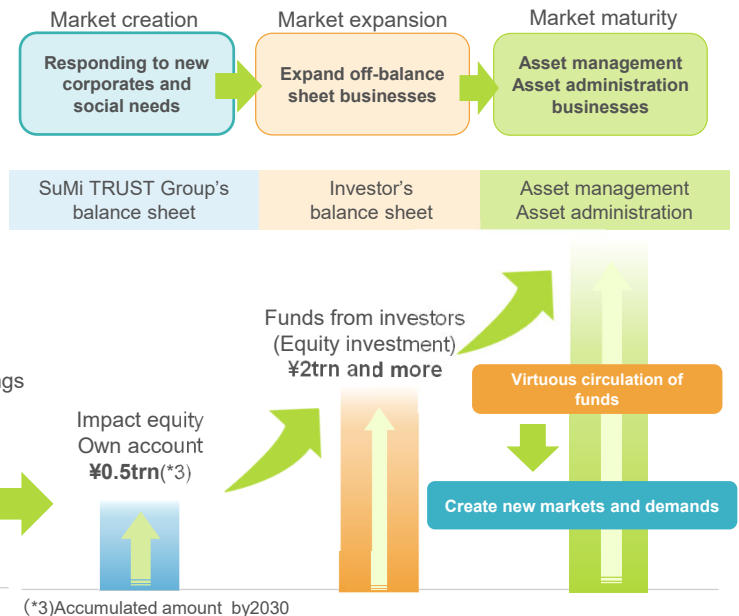 Market creation
Market expansion
Market maturity
Responding to new
corporates and
social needs
Expand off-balance
sheet businesses
Asset management
Asset administration
businesses
SuMi TRUST Group's
balance sheet
Investor's
balance sheet
Asset management
Asset administration
Funds from investors
(Equity investment)
¥2trn and more
Virtuous circulation of
funds
Impact equity
Own account
¥0.5trn(*3)
Create new markets and demands
(*3)Accumulated amount by2030